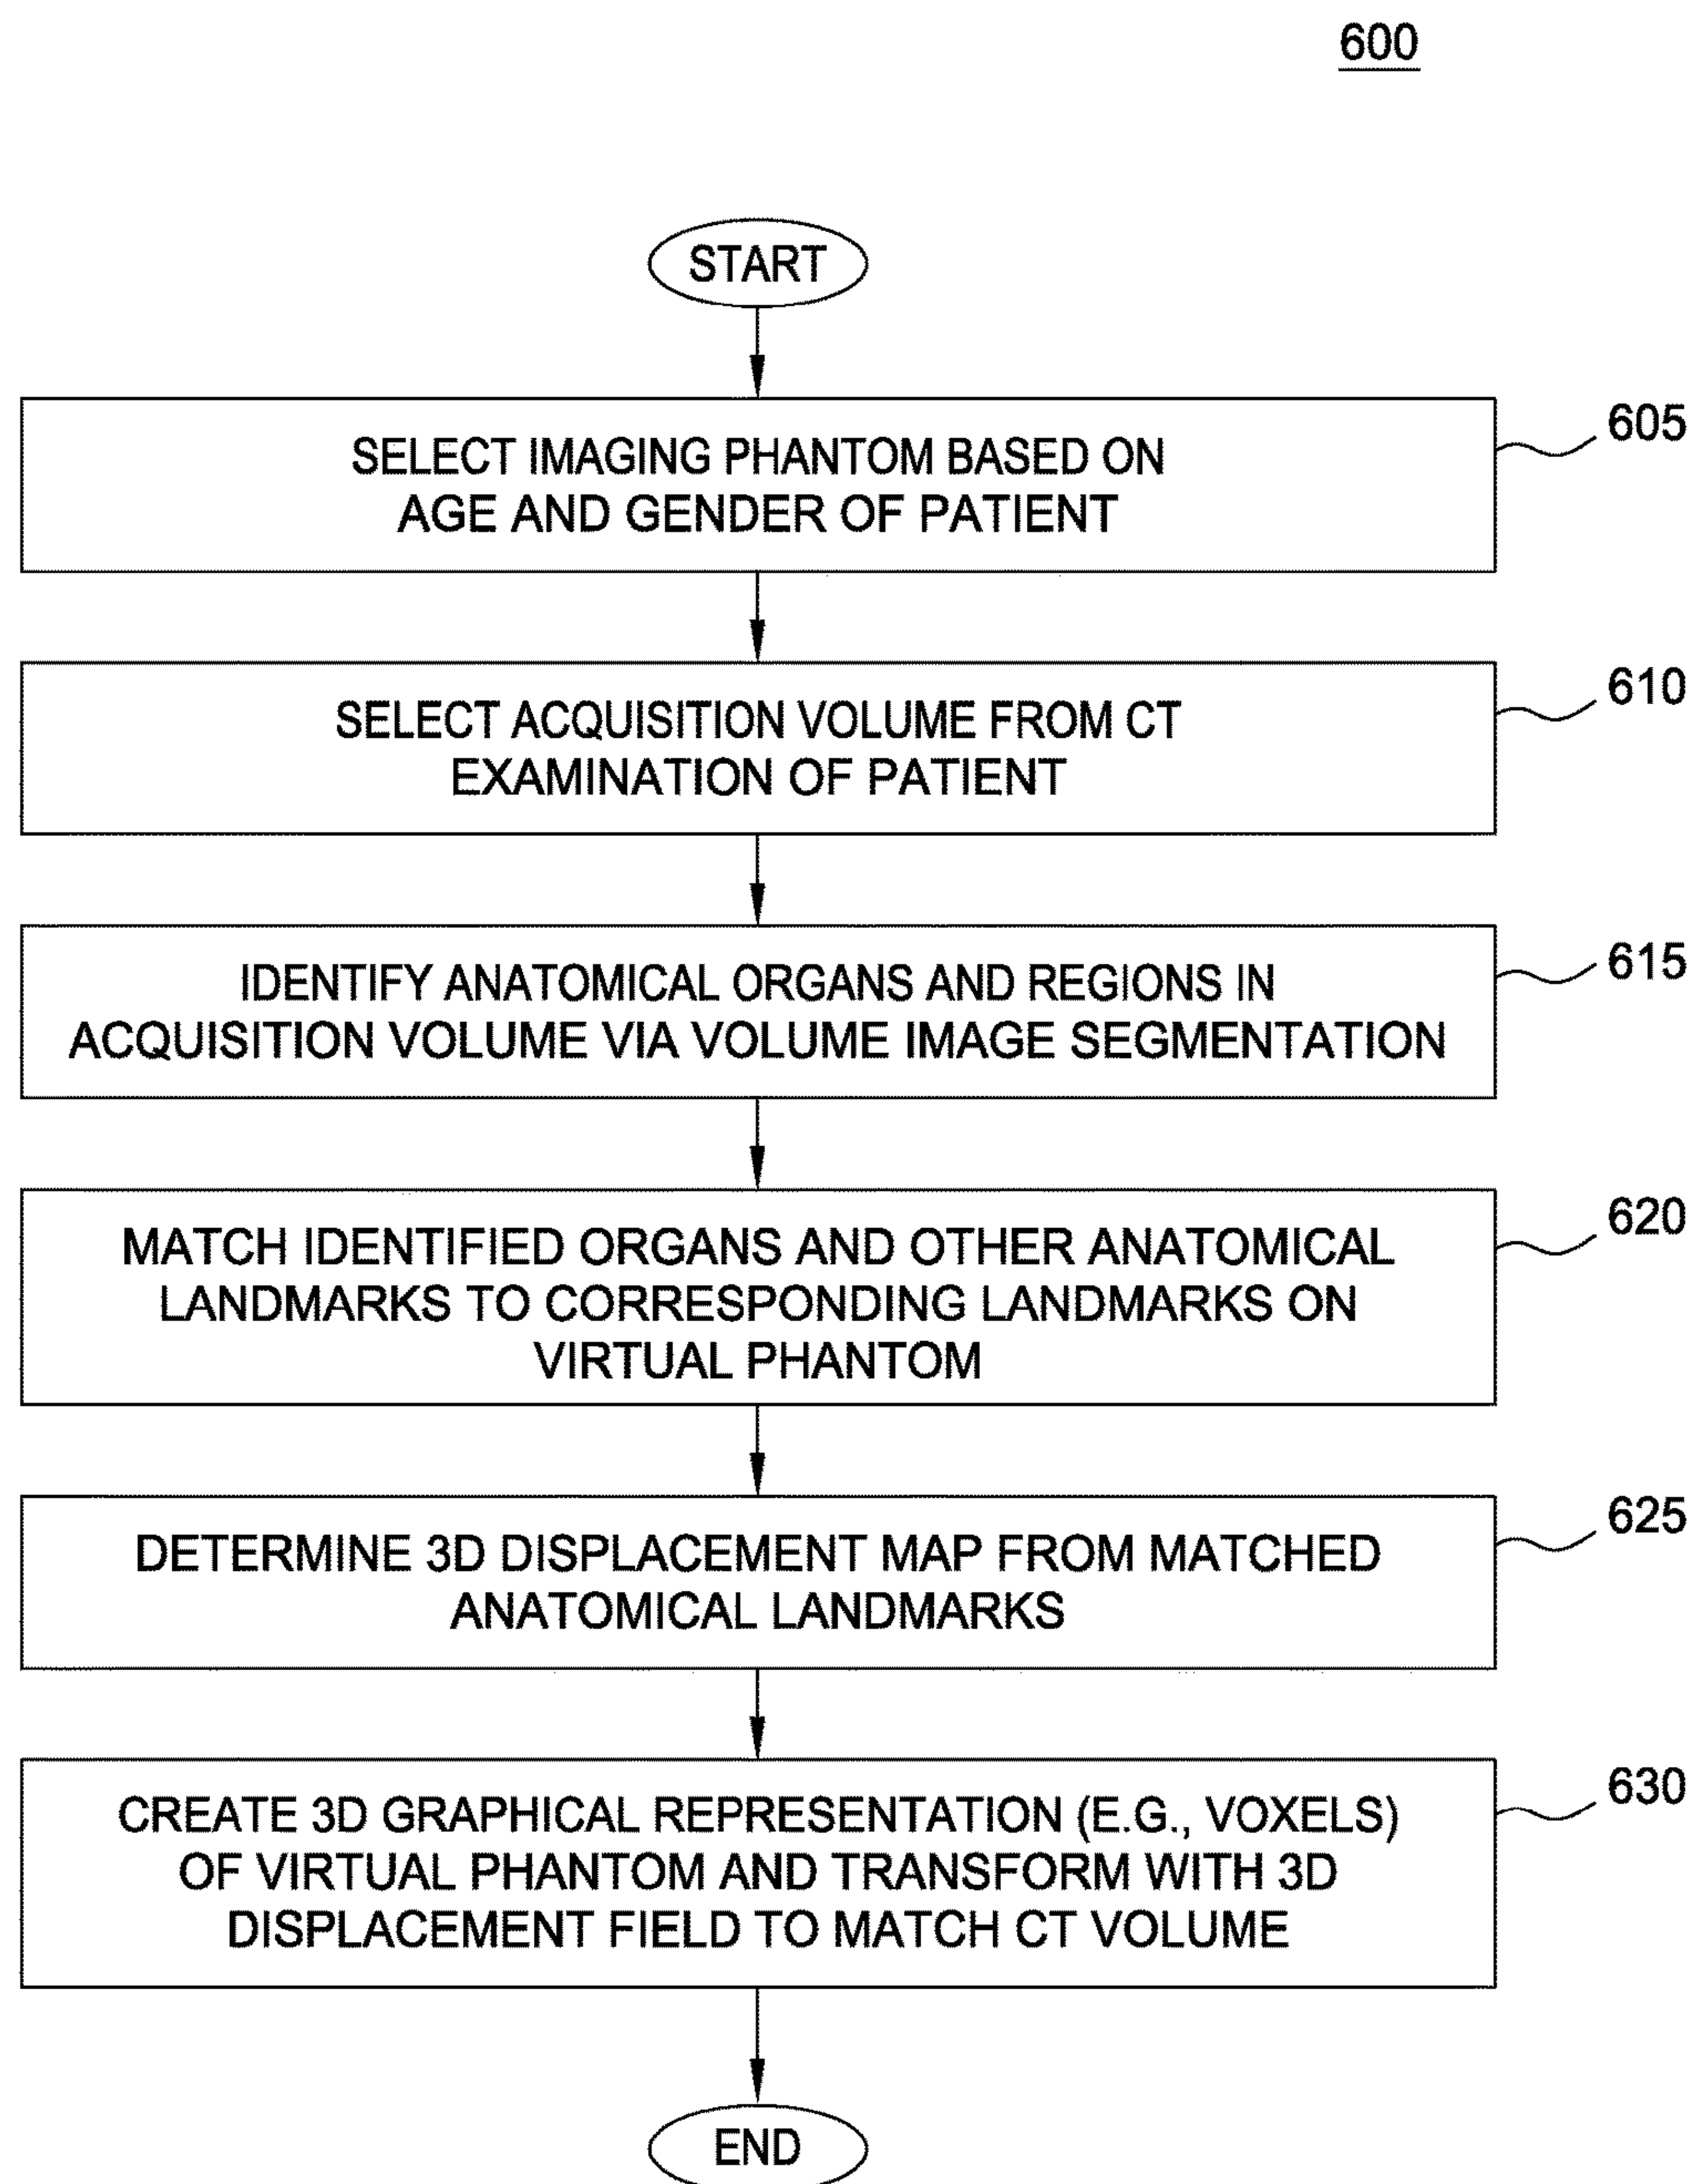 600
START
SELECT IMAGING PHANTOM BASED ON
AGE AND GENDER OF PATIENT
605
SELECT ACQUISITION VOLUME FROM CT
EXAMINATION OF PATIENT
610
IDENTIFY ANATOMICAL ORGANS AND REGIONS IN
ACQUISITION VOLUME VIA VOLUME IMAGE SEGMENTATION
615
MATCH IDENTIFIED ORGANS AND OTHER ANATOMICAL
LANDMARKS TO CORRESPONDING LANDMARKS ON
VIRTUAL PHANTOM
620
DETERMINE 3D DISPLACEMENT MAP FROM MATCHED
ANATOMICAL LANDMARKS
625
CREATE 3D GRAPHICAL REPRESENTATION (E.G., VOXELS)
OF VIRTUAL PHANTOM AND TRANSFORM WITH 3D
DISPLACEMENT FIELD TO MATCH CT VOLUME
630
END